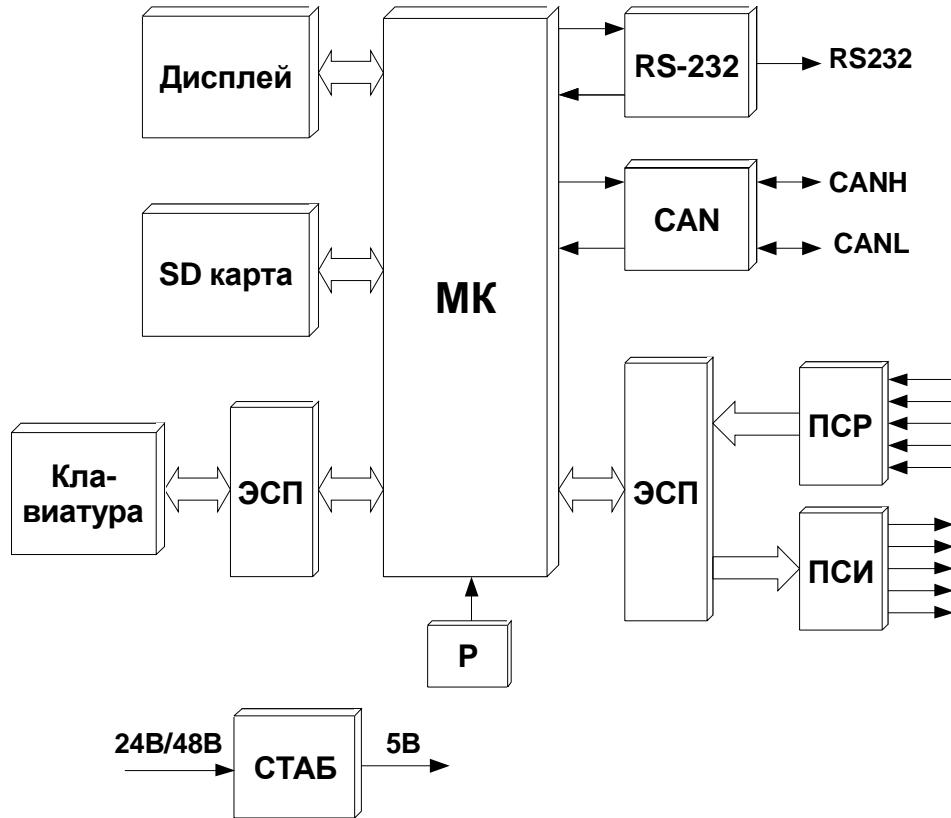 Дисплей
МК
RS-232
RS232
SD карта
CAN
CANH
CANL
Кла-
виатура
ЭСП
ЭСП
ПСР
ПСИ
Р
24В/48В
СТАБ
5В